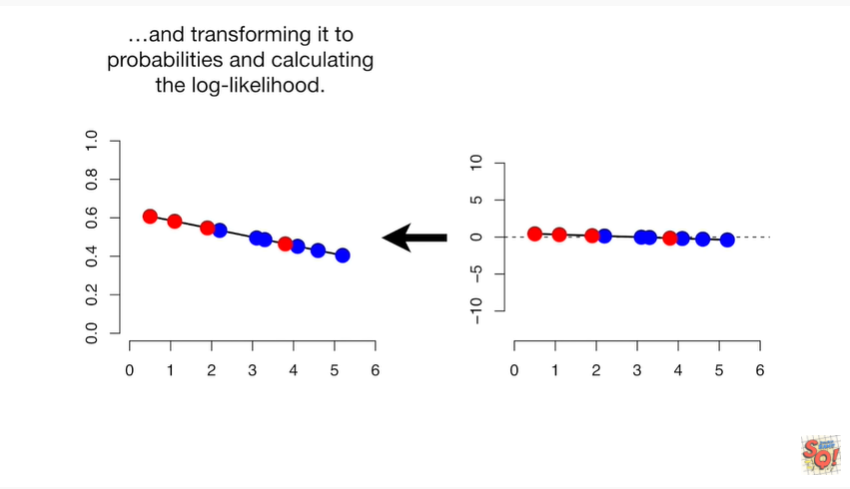 …and transforming it to
probabilities and calculating
the log-likelihood.
0.0 0.2 0.4 0.6 0.8 1.0
0 1 2 3 4 5 6
-10 -5 0 5 10
0 1 2 3 4 5 6
SQ!